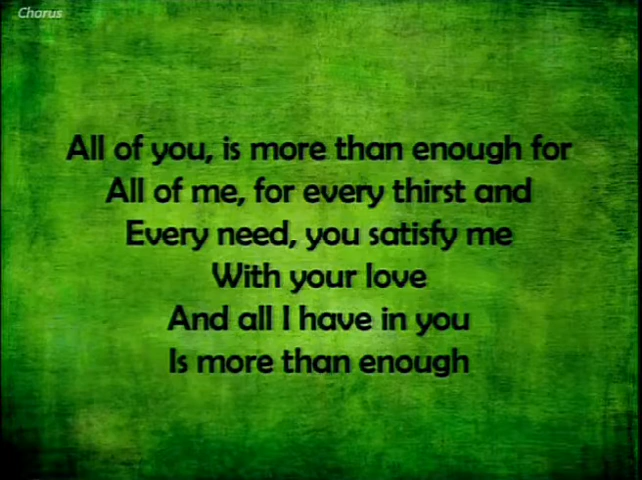 Chorus
All of you, is more than enough for
All of me, for every thirst and
Every need, you satisfy me
With your love
And all I have in you
Is more than enough